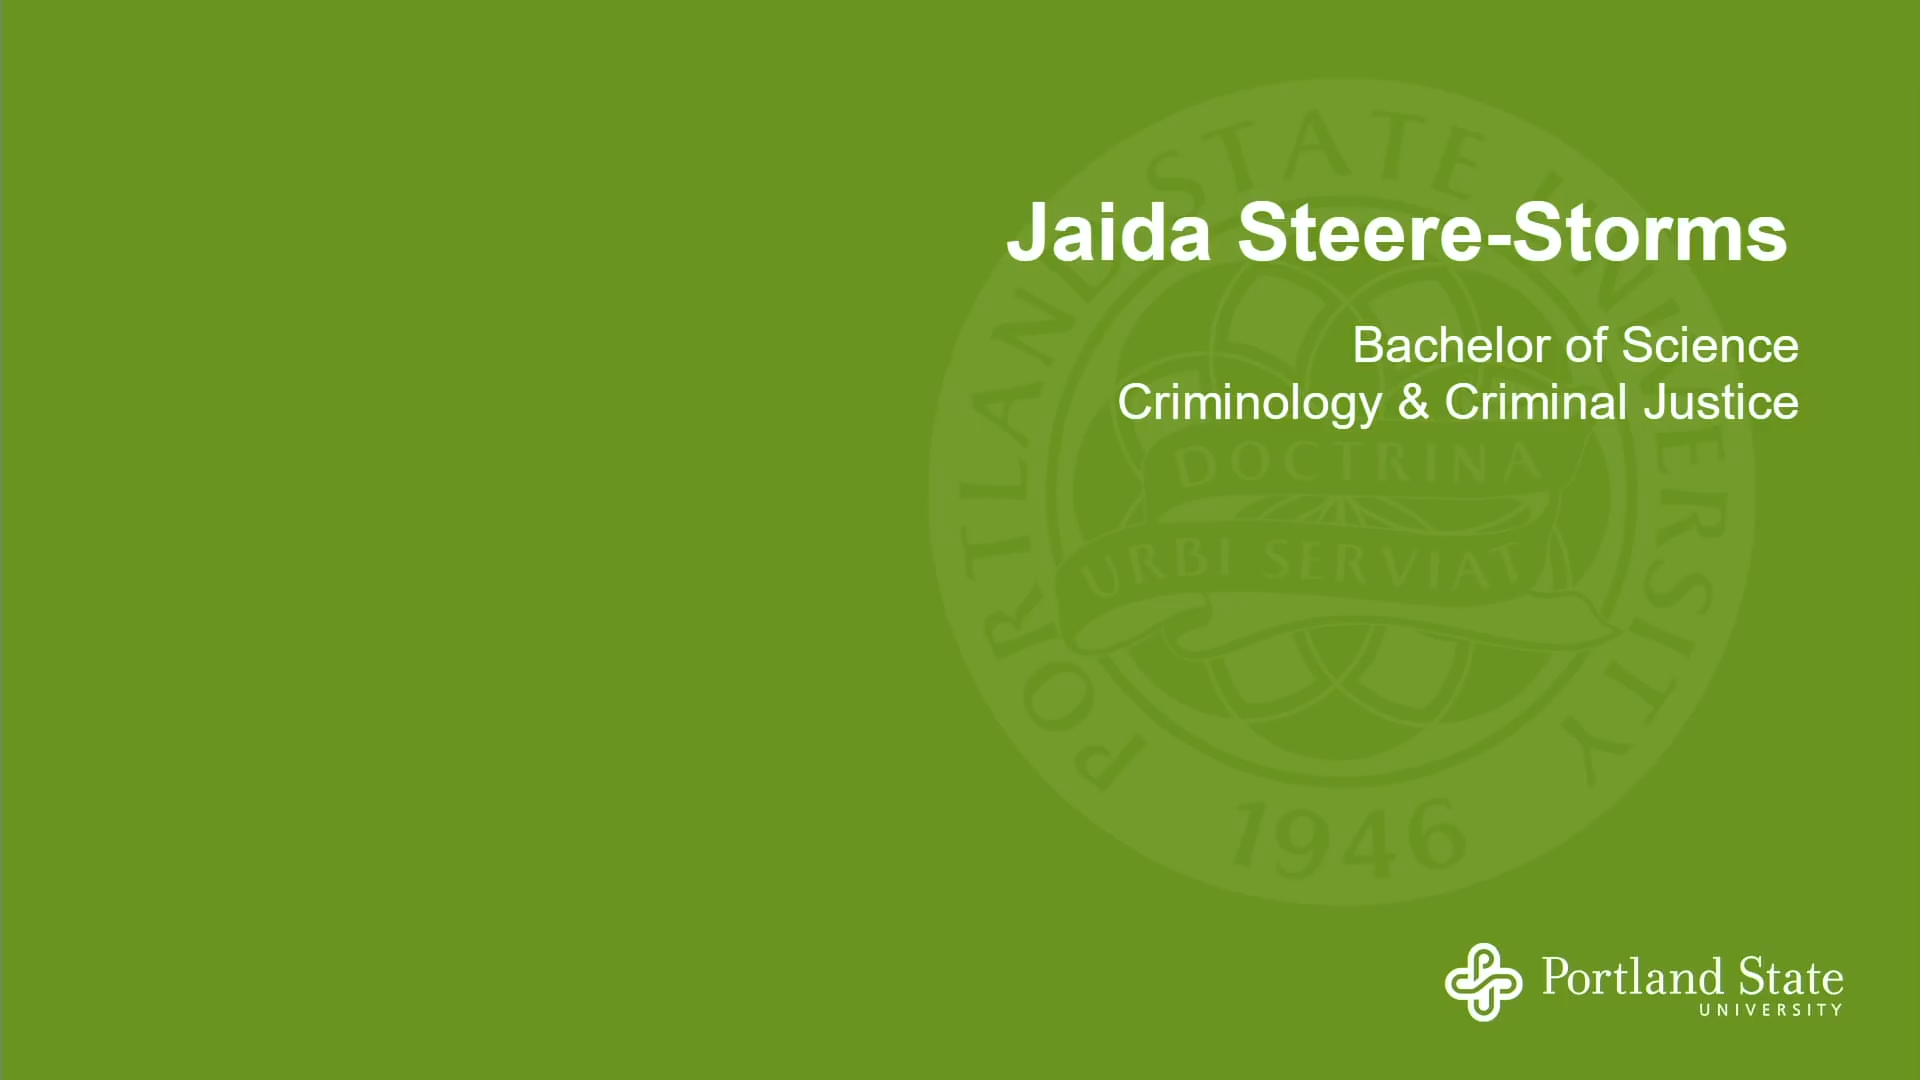 Jaida Steere-Storms
Bachelor of Science
Criminology & Criminal Justice
PORTLAND STATE UNIVERSITY
DOCTRINA
URBI SERVIAT
1946
Portland State
UNIVERSITY